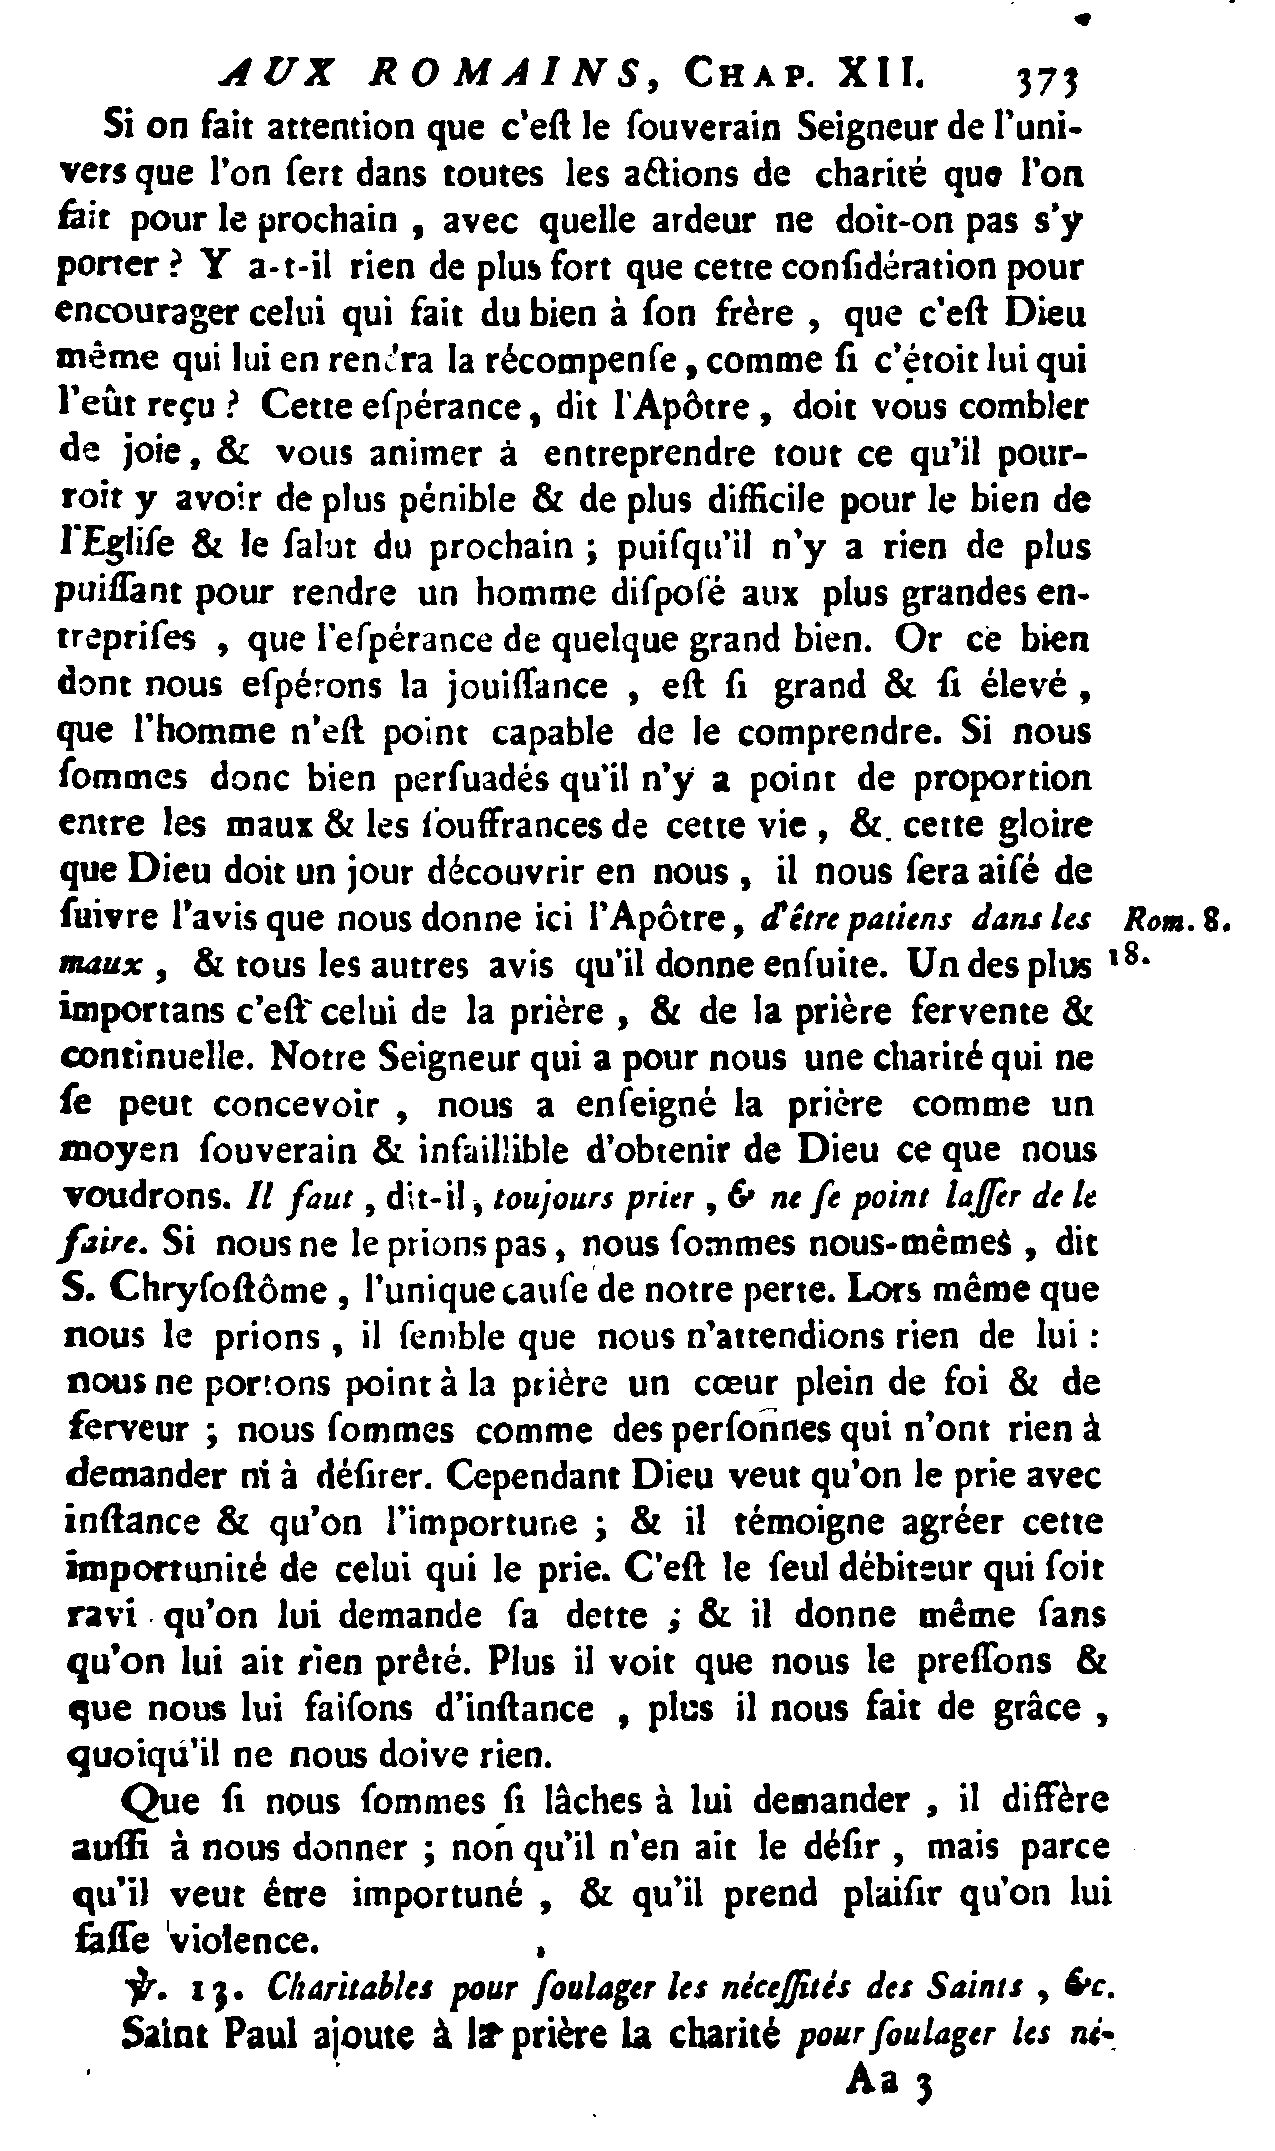 AUX ROMAINS, CHAP. XII. 373
Si on fait attention que c'eſt le ſouverain Seigneur de l'uni-
vers que l'on ſert dans toutes les actions de charité que l'on
fait pour le prochain , avec quelle ardeur ne doit-on pas s'y
porter ? Y a-t-il rien de plus fort que cette conſidération pour
encourager celui qui fait du bien à ſon frère , que c'eſt Dieu
même qui lui en rendra la récompenſe , comme ſi c'étoit lui qui
l'eût reçu ? Cette eſpérance , dit l'Apôtre , doit vous combler
de joie , & vous animer à entreprendre tout ce qu'il pour-
roit y avoir de plus pénible & de plus difficile pour le bien de
l'Egliſe & le ſalut du prochain ; puiſqu'il n'y a rien de plus
puiſſant pour rendre un homme diſpoſé aux plus grandes en-
trepriſes , que l'eſpérance de quelque grand bien. Or ce bien
dont nous eſpérons la jouiſſance , eſt ſi grand & ſi élevé ,
que l'homme n'eſt point capable de le comprendre. Si nous
ſommes donc bien perſuadés qu'il n'y a point de proportion
entre les maux & les ſouffrances de cette vie , & cette gloire
que Dieu doit un jour découvrir en nous , il nous ſera aiſé de
ſuivre l'avis que nous donne ici l'Apôtre , d'être patiens dans les
Rom. 8.
maux , & tous les autres avis qu'il donne enſuite. Un des plus
18.
importans c'eſt celui de la prière , & de la prière fervente &
continuelle. Notre Seigneur qui a pour nous une charité qui ne
ſe peut concevoir , nous a enſeigné la prière comme un
moyen ſouverain & infaillible d'obtenir de Dieu ce que nous
voudrons. Il faut , dit-il , toujours prier , & ne ſe point laſſer de le
faire. Si nous ne le prions pas , nous ſommes nous-mêmes , dit
S. Chryſoſtôme , l'unique cauſe de notre perte. Lors même que
nous le prions , il ſemble que nous n'attendions rien de lui :
nous ne portons point à la prière un cœur plein de foi & de
ferveur ; nous ſommes comme des perſonnes qui n'ont rien à
demander ni à déſirer. Cependant Dieu veut qu'on le prie avec
inſtance & qu'on l'importune ; & il témoigne agréer cette
importunité de celui qui le prie. C'eſt le ſeul débiteur qui ſoit
ravi qu'on lui demande ſa dette ; & il donne même ſans
qu'on lui ait rien prêté. Plus il voit que nous le preſſons &
que nous lui faiſons d'inſtance , plus il nous fait de grâce ,
quoiqu'il ne nous doive rien.
Que ſi nous ſommes ſi lâches à lui demander , il diffère
auſſi à nous donner ; non qu'il n'en ait le déſir , mais parce
qu'il veut être importuné , & qu'il prend plaiſir qu'on lui
faſſe violence.
℣. 13. Charitables pour ſoulager les néceſſités des Saints , &c.
Saint Paul ajoute à la prière la charité pour ſoulager les né-
Aa 3